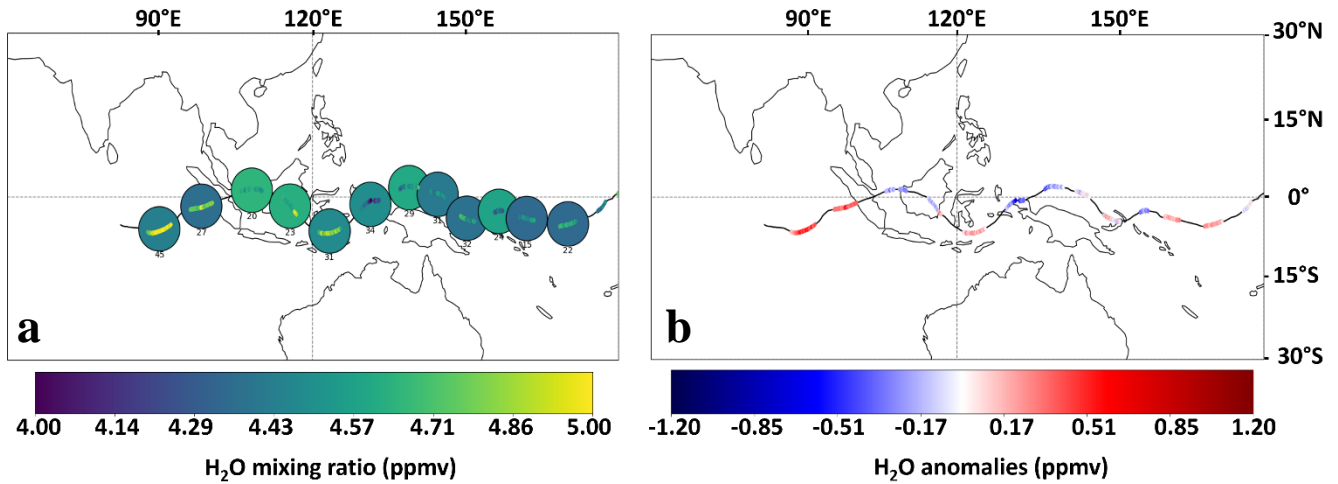 90°E 120°E 150°E
90°E 120°E 150°E
30°N
15°N
0°
15°S
30°S
45
27
20
23
31
34
29
32
24
15
22
a
b
4.00 4.14 4.29 4.43 4.57 4.71 4.86 5.00
H₂O mixing ratio (ppmv)
-1.20 -0.85 -0.51 -0.17 0.17 0.51 0.85 1.20
H₂O anomalies (ppmv)